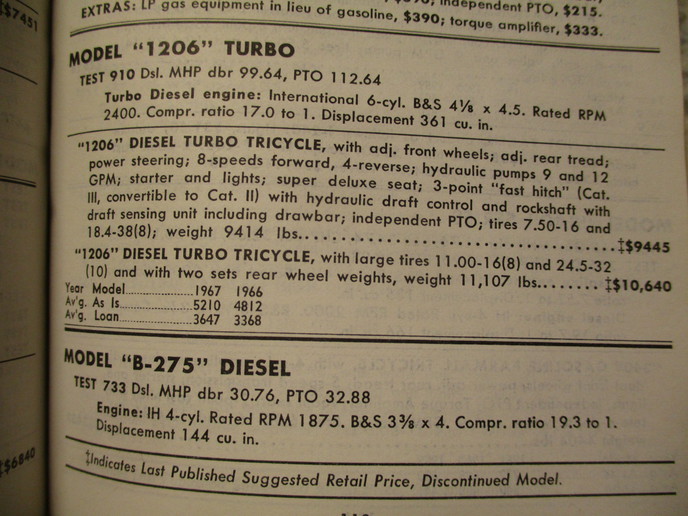 ‡$7451
independent PTO, $215.
EXTRAS: LP gas equipment in lieu of gasoline, $390; torque amplifier, $333.
MODEL "1206" TURBO
TEST 910 Dsl. MHP dbr 99.64, PTO 112.64
Turbo Diesel engine: International 6-cyl. B&S 4⅛ x 4.5. Rated RPM
2400. Compr. ratio 17.0 to 1. Displacement 361 cu. in.
"1206" DIESEL TURBO TRICYCLE, with adj. front wheels; adj. rear tread;
power steering; 8-speeds forward, 4-reverse; hydraulic pumps 9 and 12
GPM; starter and lights; super deluxe seat; 3-point "fast hitch" (Cat.
III, convertible to Cat. II) with hydraulic draft control and rockshaft with
draft sensing unit including drawbar; independent PTO; tires 7.50-16 and
18.4-38(8); weight 9414 lbs..........................................‡$9445
"1206" DIESEL TURBO TRICYCLE, with large tires 11.00-16(8) and 24.5-32
(10) and with two sets rear wheel weights, weight 11,107 lbs........‡$10,640
Year Model....................1967 1966
Av'g. As Is....................5210 4812
Av'g. Loan....................3647 3368
MODEL "B-275" DIESEL
TEST 733 Dsl. MHP dbr 30.76, PTO 32.88
Engine: IH 4-cyl. Rated RPM 1875. B&S 3⅜ x 4. Compr. ratio 19.3 to 1.
Displacement 144 cu. in.
‡$6840
‡Indicates Last Published Suggested Retail Price, Discontinued Model.